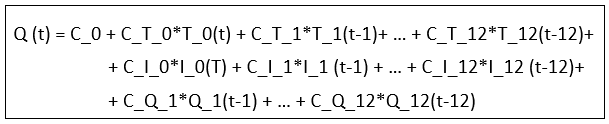 Q (t) = C_0 + C_T_0*T_0(t) + C_T_1*T_1(t-1)+ ... + C_T_12*T_12(t-12)+
+ C_I_0*I_0(T) + C_I_1*I_1 (t-1) + ... + C_I_12*I_12 (t-12)+
+ C_Q_1*Q_1(t-1) + ... + C_Q_12*Q_12(t-12)